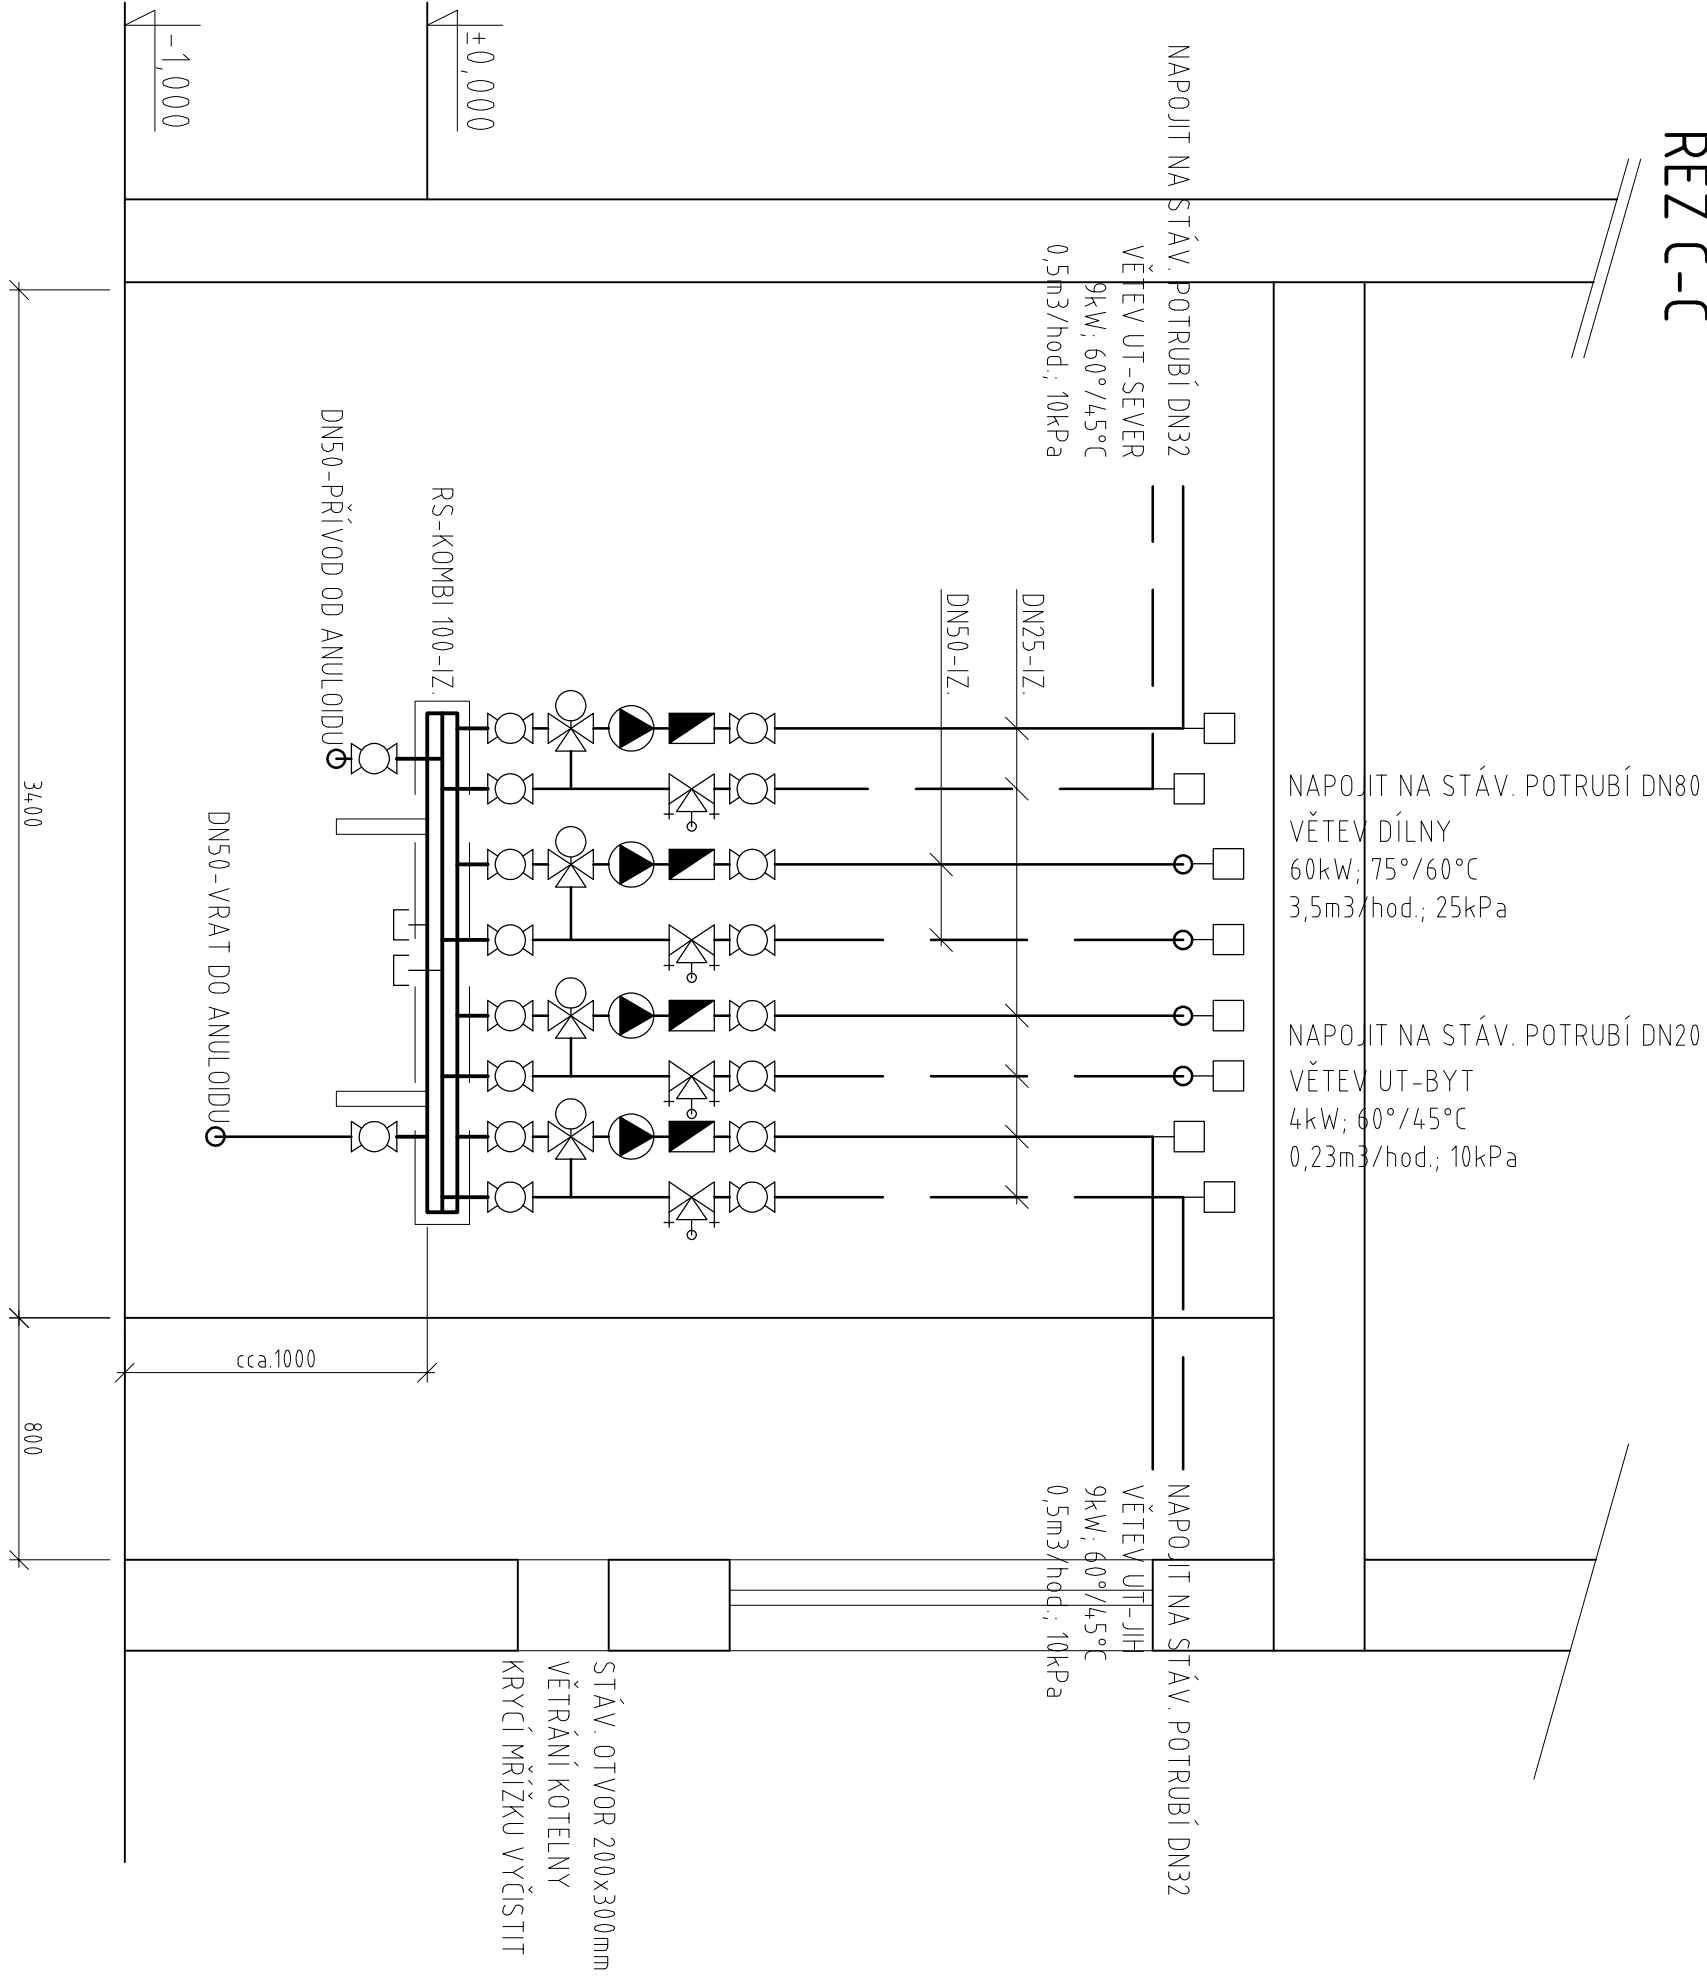 REZ C-C
±0,000
-1,000
NAPOJIT NA STÁV. POTRUBÍ DN32
VĚTEV UT-SEVER
9kW; 60°/45°C
0,5m3/hod.; 10kPa
NAPOJIT NA STÁV. POTRUBÍ DN80
VĚTEV DÍLNY
60kW; 75°/60°C
3,5m3/hod.; 25kPa
NAPOJIT NA STÁV. POTRUBÍ DN20
VĚTEV UT-BYT
4kW; 60°/45°C
0,23m3/hod.; 10kPa
NAPOJIT NA STÁV. POTRUBÍ DN32
VĚTEV UT-JIH
9kW; 60°/45°C
0,5m3/hod.; 10kPa
DN25-IZ.
DN50-IZ.
RS-KOMBI 100-IZ.
DN50-PŘÍVOD OD ANULOIDU
DN50-VRAT DO ANULOIDU
STÁV. OTVOR 200x300mm
VĚTRÁNÍ KOTELNY
KRYCÍ MŘÍŽKU VYČISTIT
cca.1000
3400
800